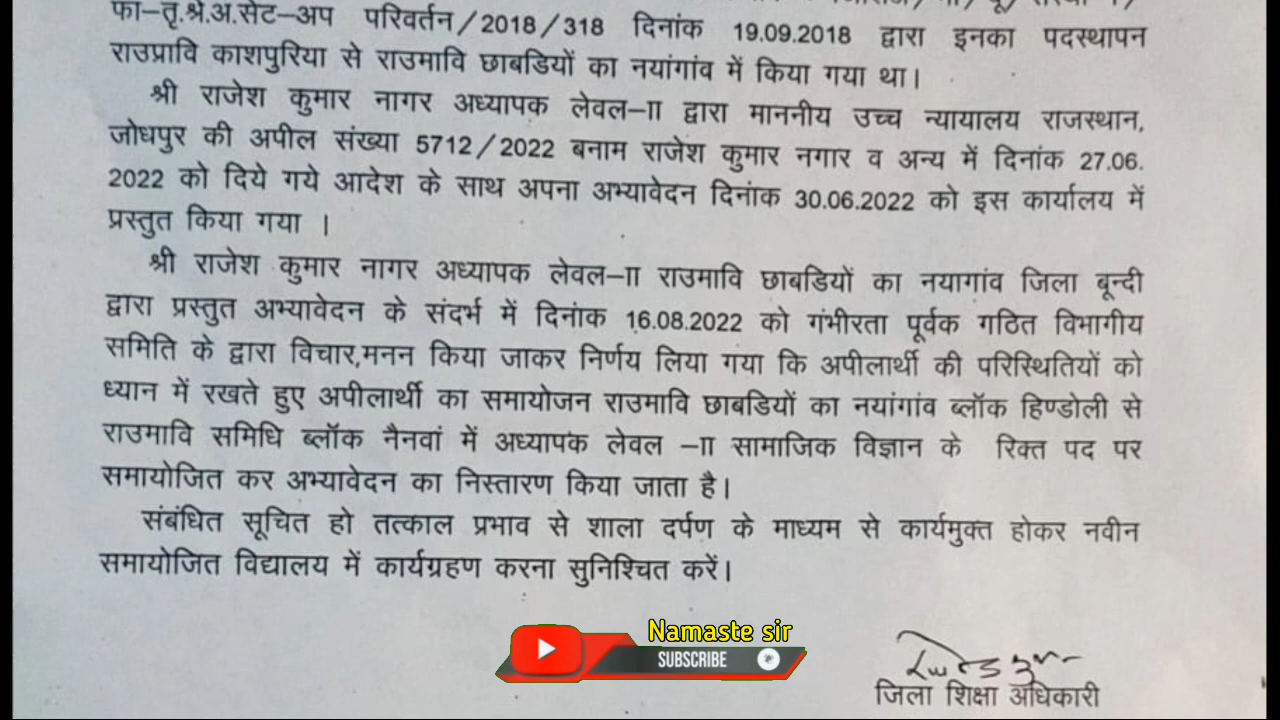 फा–तृ.श्रे.अ.सेट–अप परिवर्तन/2018/318 दिनांक 19.09.2018 द्वारा इनका पदस्थापन
राउप्रावि काशपुरिया से राउमावि छाबडियों का नयांगांव में किया गया था।
श्री राजेश कुमार नागर अध्यापक लेवल–II द्वारा माननीय उच्च न्यायालय राजस्थान,
जोधपुर की अपील संख्या 5712/2022 बनाम राजेश कुमार नगार व अन्य में दिनांक 27.06.
2022 को दिये गये आदेश के साथ अपना अभ्यावेदन दिनांक 30.06.2022 को इस कार्यालय में
प्रस्तुत किया गया ।
श्री राजेश कुमार नागर अध्यापक लेवल–II राउमावि छाबडियों का नयागांव जिला बून्दी
द्वारा प्रस्तुत अभ्यावेदन के संदर्भ में दिनांक 16.08.2022 को गंभीरता पूर्वक गठित विभागीय
समिति के द्वारा विचार,मनन किया जाकर निर्णय लिया गया कि अपीलार्थी की परिस्थितियों को
ध्यान में रखते हुए अपीलार्थी का समायोजन राउमावि छाबडियों का नयांगांव ब्लॉक हिण्डोली से
राउमावि समिधि ब्लॉक नैनवां में अध्यापक लेवल –II सामाजिक विज्ञान के रिक्त पद पर
समायोजित कर अभ्यावेदन का निस्तारण किया जाता है।
संबंधित सूचित हो तत्काल प्रभाव से शाला दर्पण के माध्यम से कार्यमुक्त होकर नवीन
समायोजित विद्यालय में कार्यग्रहण करना सुनिश्चित करें।
Namaste sir
SUBSCRIBE
जिला शिक्षा अधिकारी